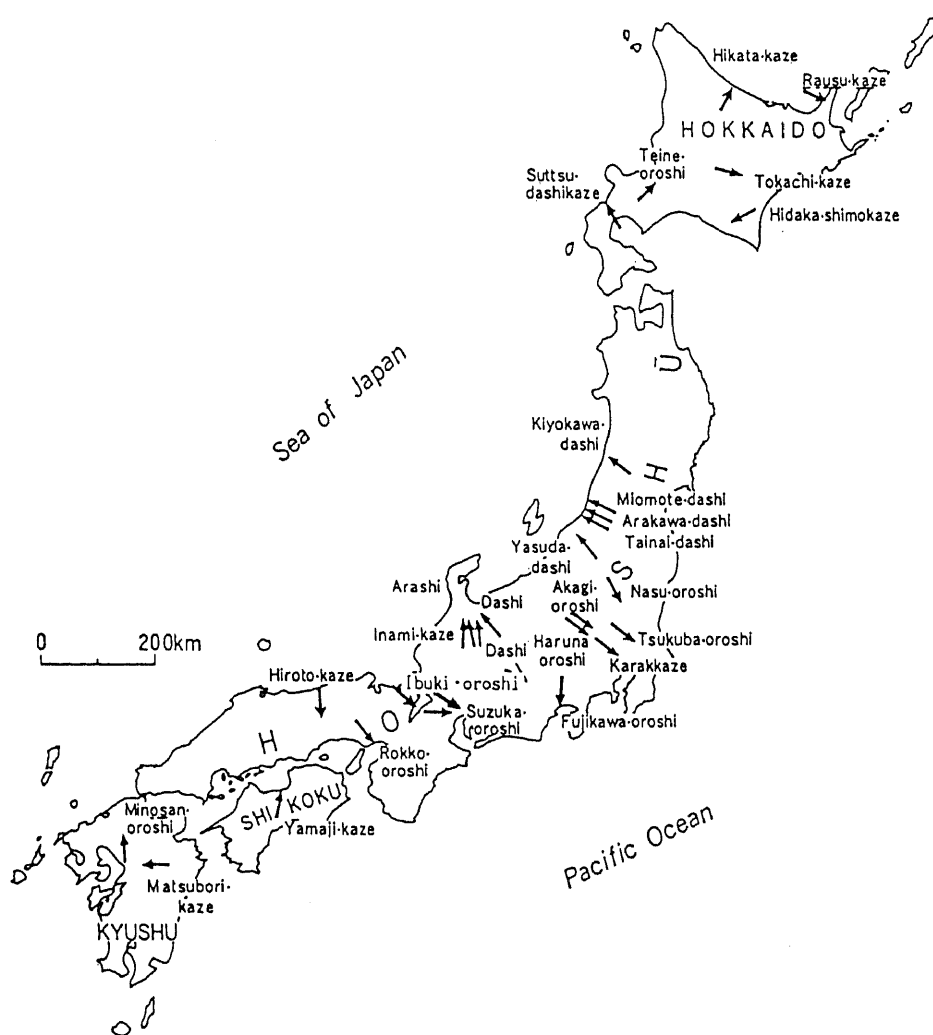 Hikata-kaze
Rausu-kaze
HOKKAIDO
Teine-
oroshi
Suttsu-
dashikaze
Tokachi-kaze
Hidaka-shimokaze
Sea of Japan
Kiyokawa-
dashi
Miomote-dashi
Arakawa-dashi
Tainai-dashi
Yasuda-
dashi
Nasu-oroshi
Akagi-
oroshi
Arashi
Dashi
Inami-kaze
Dashi
Haruna
oroshi
Tsukuba-oroshi
Karakkaze
0 200km
Hiroto-kaze
[buki-oroshi]
Suzuka-
oroshi
Fujikawa-oroshi
HONSHŪ
Rokko-
oroshi
SHIKOKU
Yamaji-kaze
Minosan-
oroshi
Matsubori-
kaze
KYUSHU
Pacific Ocean